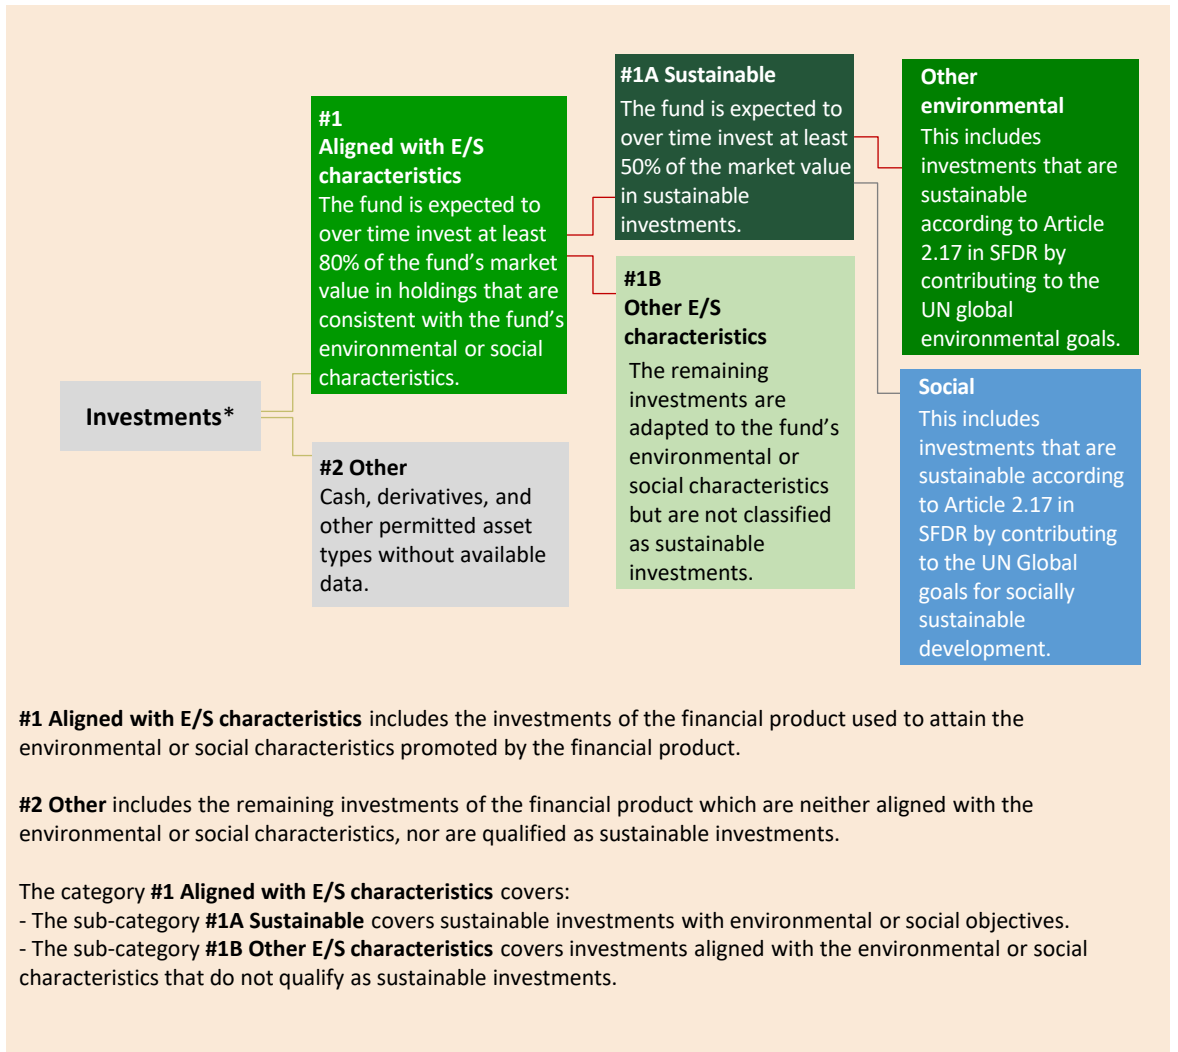 Investments*
#1
Aligned with E/S
characteristics
The fund is expected to
over time invest at least
80% of the fund’s market
value in holdings that are
consistent with the fund’s
environmental or social
characteristics.
#2 Other
Cash, derivatives, and
other permitted asset
types without available
data.
#1A Sustainable
The fund is expected to
over time invest at least
50% of the market value
in sustainable
investments.
#1B
Other E/S
characteristics
The remaining
investments are
adapted to the fund’s
environmental or
social characteristics
but are not classified
as sustainable
investments.
Other
environmental
This includes
investments that are
sustainable
according to Article
2.17 in SFDR by
contributing to the
UN global
environmental goals.
Social
This includes
investments that are
sustainable according
to Article 2.17 in
SFDR by contributing
to the UN Global
goals for socially
sustainable
development.
#1 Aligned with E/S characteristics includes the investments of the financial product used to attain the
environmental or social characteristics promoted by the financial product.
#2 Other includes the remaining investments of the financial product which are neither aligned with the
environmental or social characteristics, nor are qualified as sustainable investments.
The category #1 Aligned with E/S characteristics covers:
- The sub-category #1A Sustainable covers sustainable investments with environmental or social objectives.
- The sub-category #1B Other E/S characteristics covers investments aligned with the environmental or social
characteristics that do not qualify as sustainable investments.